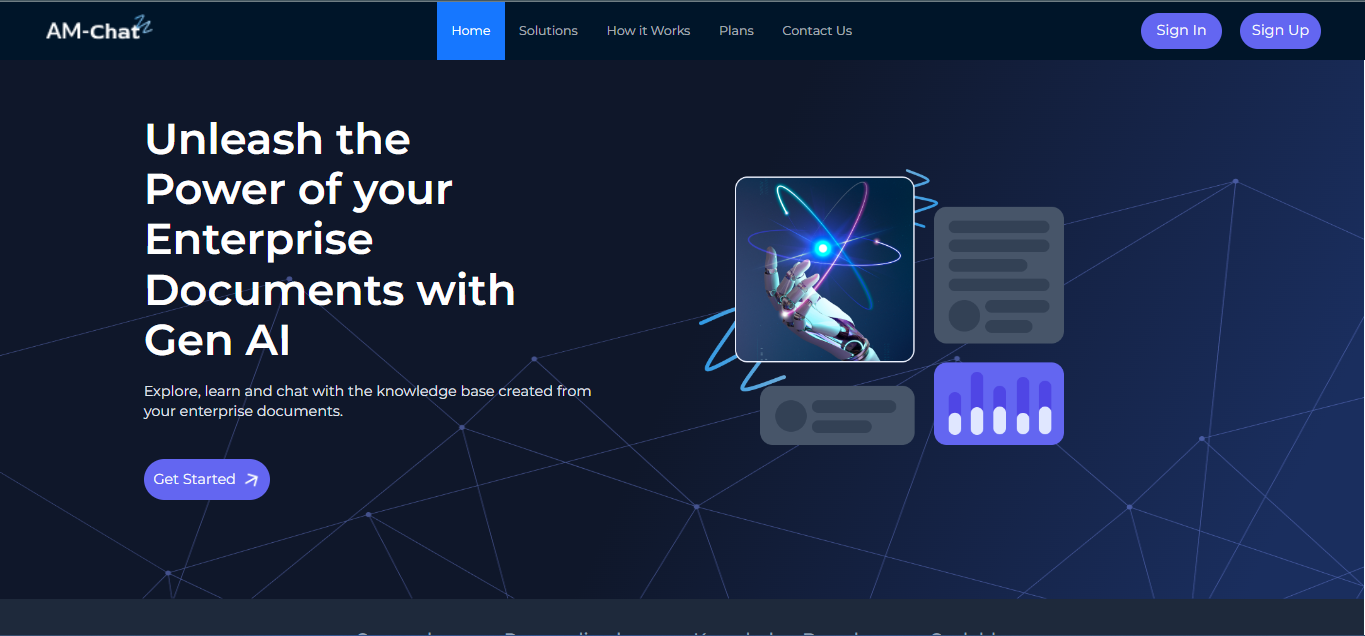 AM-Chat
Home
Solutions
How it Works
Plans
Contact Us
Sign In
Sign Up
Unleash the
Power of your
Enterprise
Documents with
Gen AI
Explore, learn and chat with the knowledge base created from
your enterprise documents.
Get Started